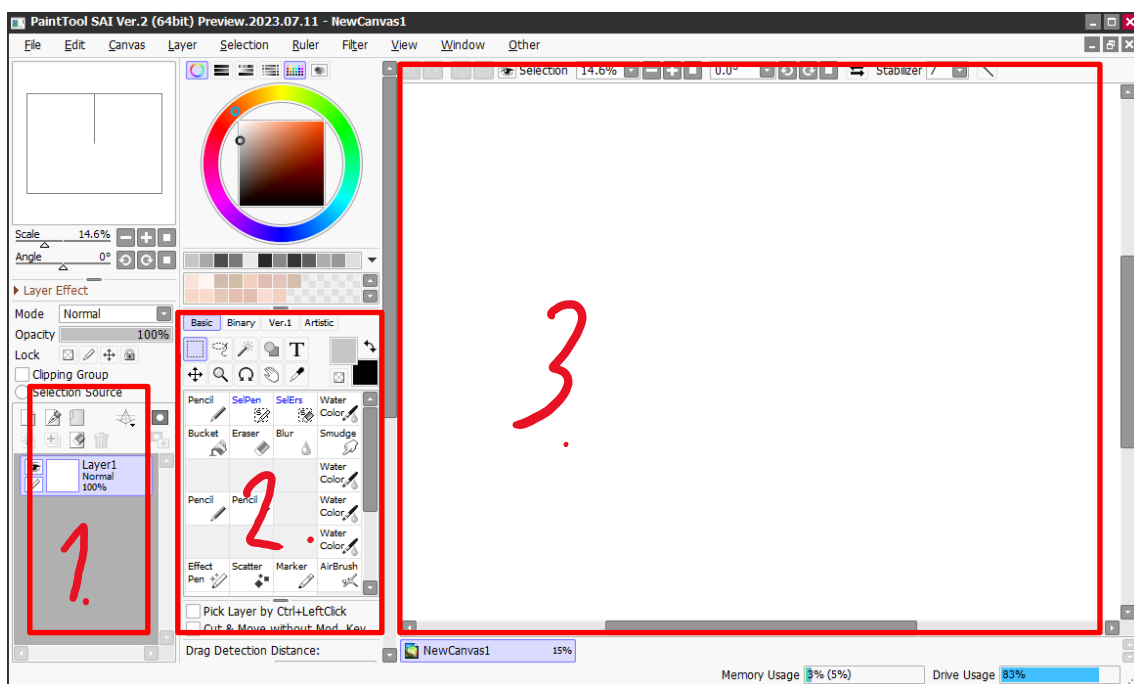 PaintTool SAI Ver.2 (64bit) Preview.2023.07.11 - NewCanvas1
File Edit Canvas Layer Selection Ruler Filter View Window Other
Selection 14.6% 0.0° Stabilizer 7
Scale 14.6%
Angle 0°
Layer Effect
Mode Normal
Opacity 100%
Lock
Clipping Group
Selection Source
Layer1
Normal
100%
1.
Basic Binary Ver.1 Artistic
T
Pencil SelPen SelErs Water Color
Bucket Eraser Blur Smudge
Water Color
Pencil Pencil Water Color
Water Color
Effect Pen Scatter Marker AirBrush
2.
Pick Layer by Ctrl+LeftClick
Cut & Move without Mod. Key
Drag Detection Distance:
3.
NewCanvas1 15%
Memory Usage 3% (5%) Drive Usage 83%